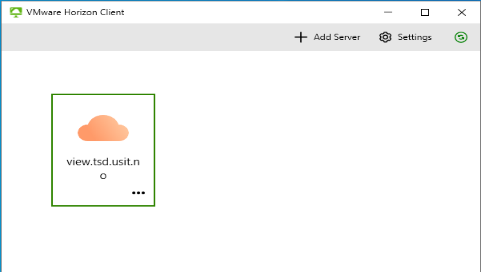 VMware Horizon Client
Add Server
Settings
view.tsd.usit.n
o